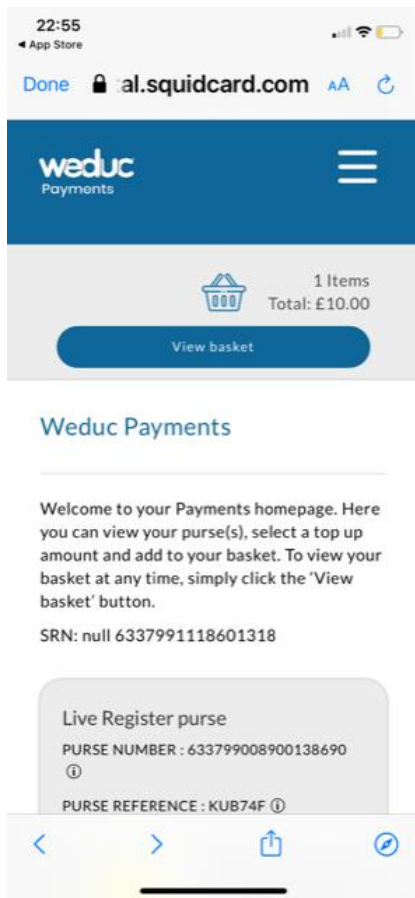 22:55
◀ App Store
Done al.squidcard.com AA
weduc
Payments
1 Items
Total: £10.00
View basket
Weduc Payments
Welcome to your Payments homepage. Here
you can view your purse(s), select a top up
amount and add to your basket. To view your
basket at any time, simply click the 'View
basket' button.
SRN: null 6337991118601318
Live Register purse
PURSE NUMBER : 633799008900138690
ⓘ
PURSE REFERENCE : KUB74F ⓘ